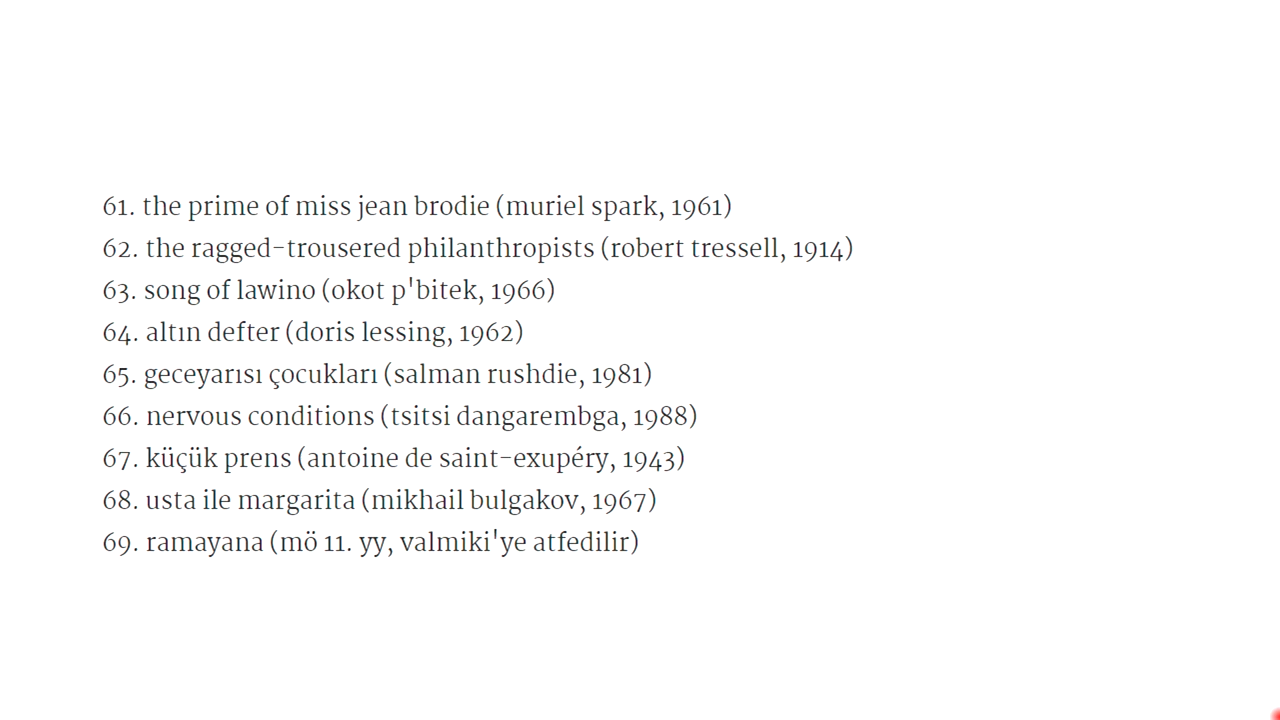 61. the prime of miss jean brodie (muriel spark, 1961)
62. the ragged-trousered philanthropists (robert tressell, 1914)
63. song of lawino (okot p'bitek, 1966)
64. altın defter (doris lessing, 1962)
65. geceyarısı çocukları (salman rushdie, 1981)
66. nervous conditions (tsitsi dangarembga, 1988)
67. küçük prens (antoine de saint-exupéry, 1943)
68. usta ile margarita (mikhail bulgakov, 1967)
69. ramayana (mö 11. yy, valmiki'ye atfedilir)